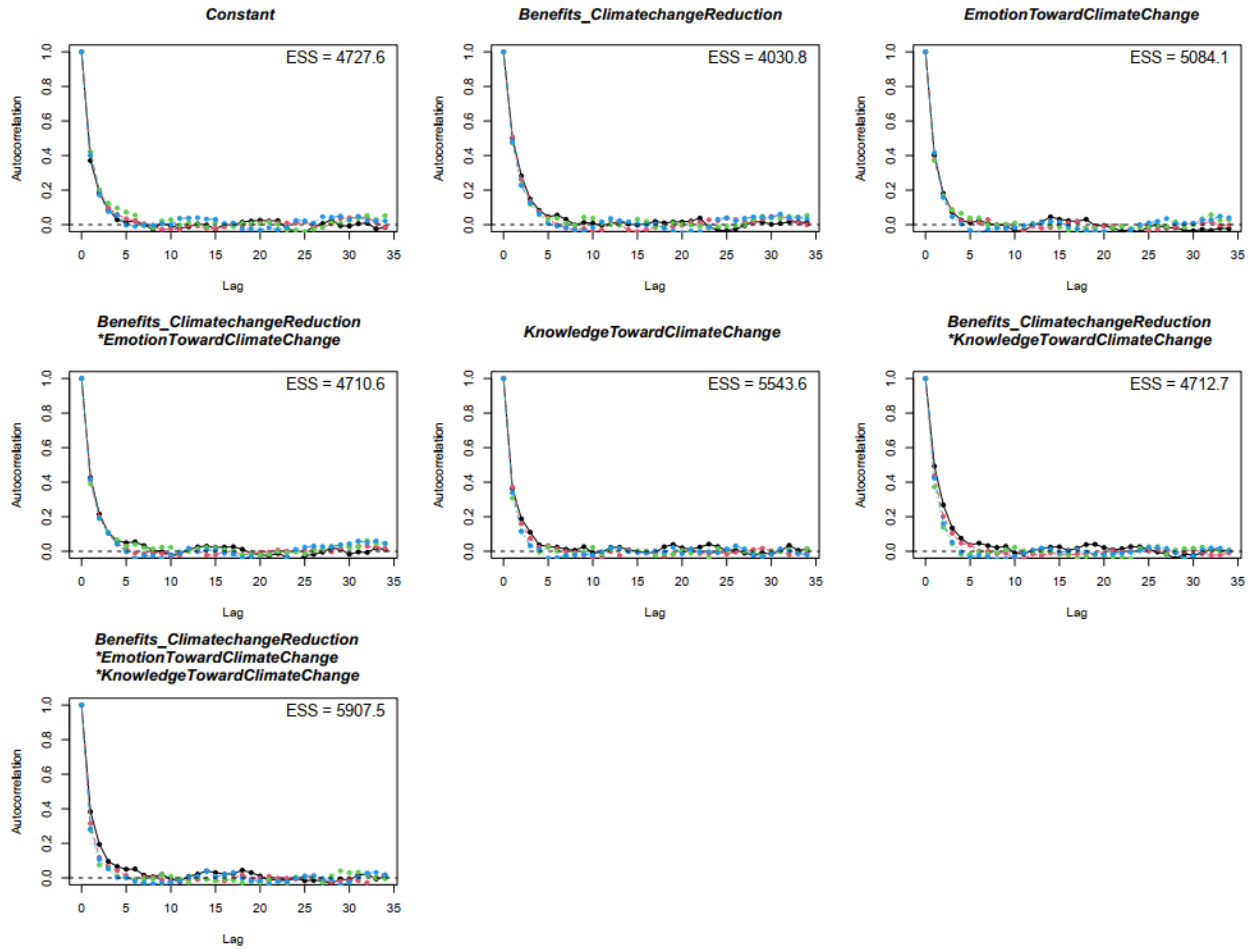 Constant
ESS = 4727.6
Autocorrelation
0.0 0.2 0.4 0.6 0.8 1.0
0 5 10 15 20 25 30 35
Lag
Benefits_ClimatechangeReduction
ESS = 4030.8
Autocorrelation
0.0 0.2 0.4 0.6 0.8 1.0
0 5 10 15 20 25 30 35
Lag
EmotionTowardClimateChange
ESS = 5084.1
Autocorrelation
0.0 0.2 0.4 0.6 0.8 1.0
0 5 10 15 20 25 30 35
Lag
Benefits_ClimatechangeReduction
*EmotionTowardClimateChange
ESS = 4710.6
Autocorrelation
0.0 0.2 0.4 0.6 0.8 1.0
0 5 10 15 20 25 30 35
Lag
KnowledgeTowardClimateChange
ESS = 5543.6
Autocorrelation
0.0 0.2 0.4 0.6 0.8 1.0
0 5 10 15 20 25 30 35
Lag
Benefits_ClimatechangeReduction
*KnowledgeTowardClimateChange
ESS = 4712.7
Autocorrelation
0.0 0.2 0.4 0.6 0.8 1.0
0 5 10 15 20 25 30 35
Lag
Benefits_ClimatechangeReduction
*EmotionTowardClimateChange
*KnowledgeTowardClimateChange
ESS = 5907.5
Autocorrelation
0.0 0.2 0.4 0.6 0.8 1.0
0 5 10 15 20 25 30 35
Lag